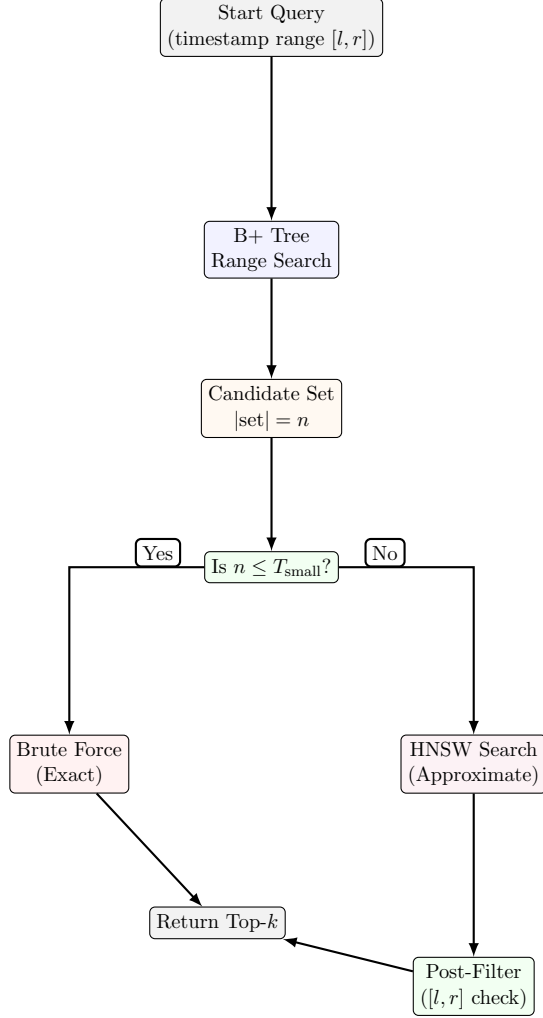 Start Query
(timestamp range [l, r])
B+ Tree
Range Search
Candidate Set
|set| = n
Is n ≤ T_small?
Yes
No
Brute Force
(Exact)
HNSW Search
(Approximate)
Return Top-k
Post-Filter
([l, r] check)